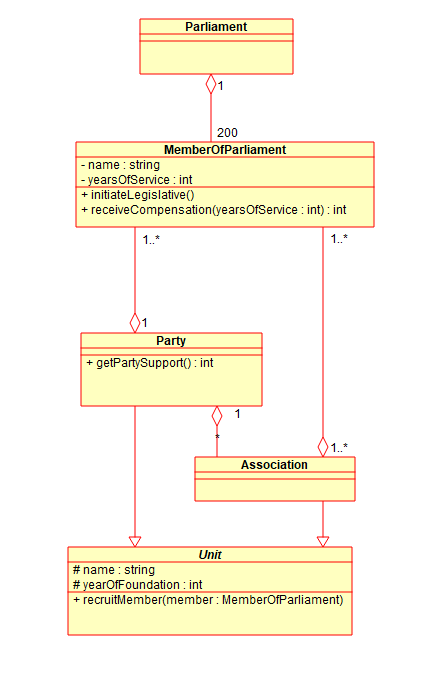 Parliament
1
200
MemberOfParliament
- name : string
- yearsOfService : int
+ initiateLegislative()
+ receiveCompensation(yearsOfService : int) : int
1..*
1..*
1
Party
+ getPartySupport() : int
1
*
1..*
Association
Unit
# name : string
# yearOfFoundation : int
+ recruitMember(member : MemberOfParliament)